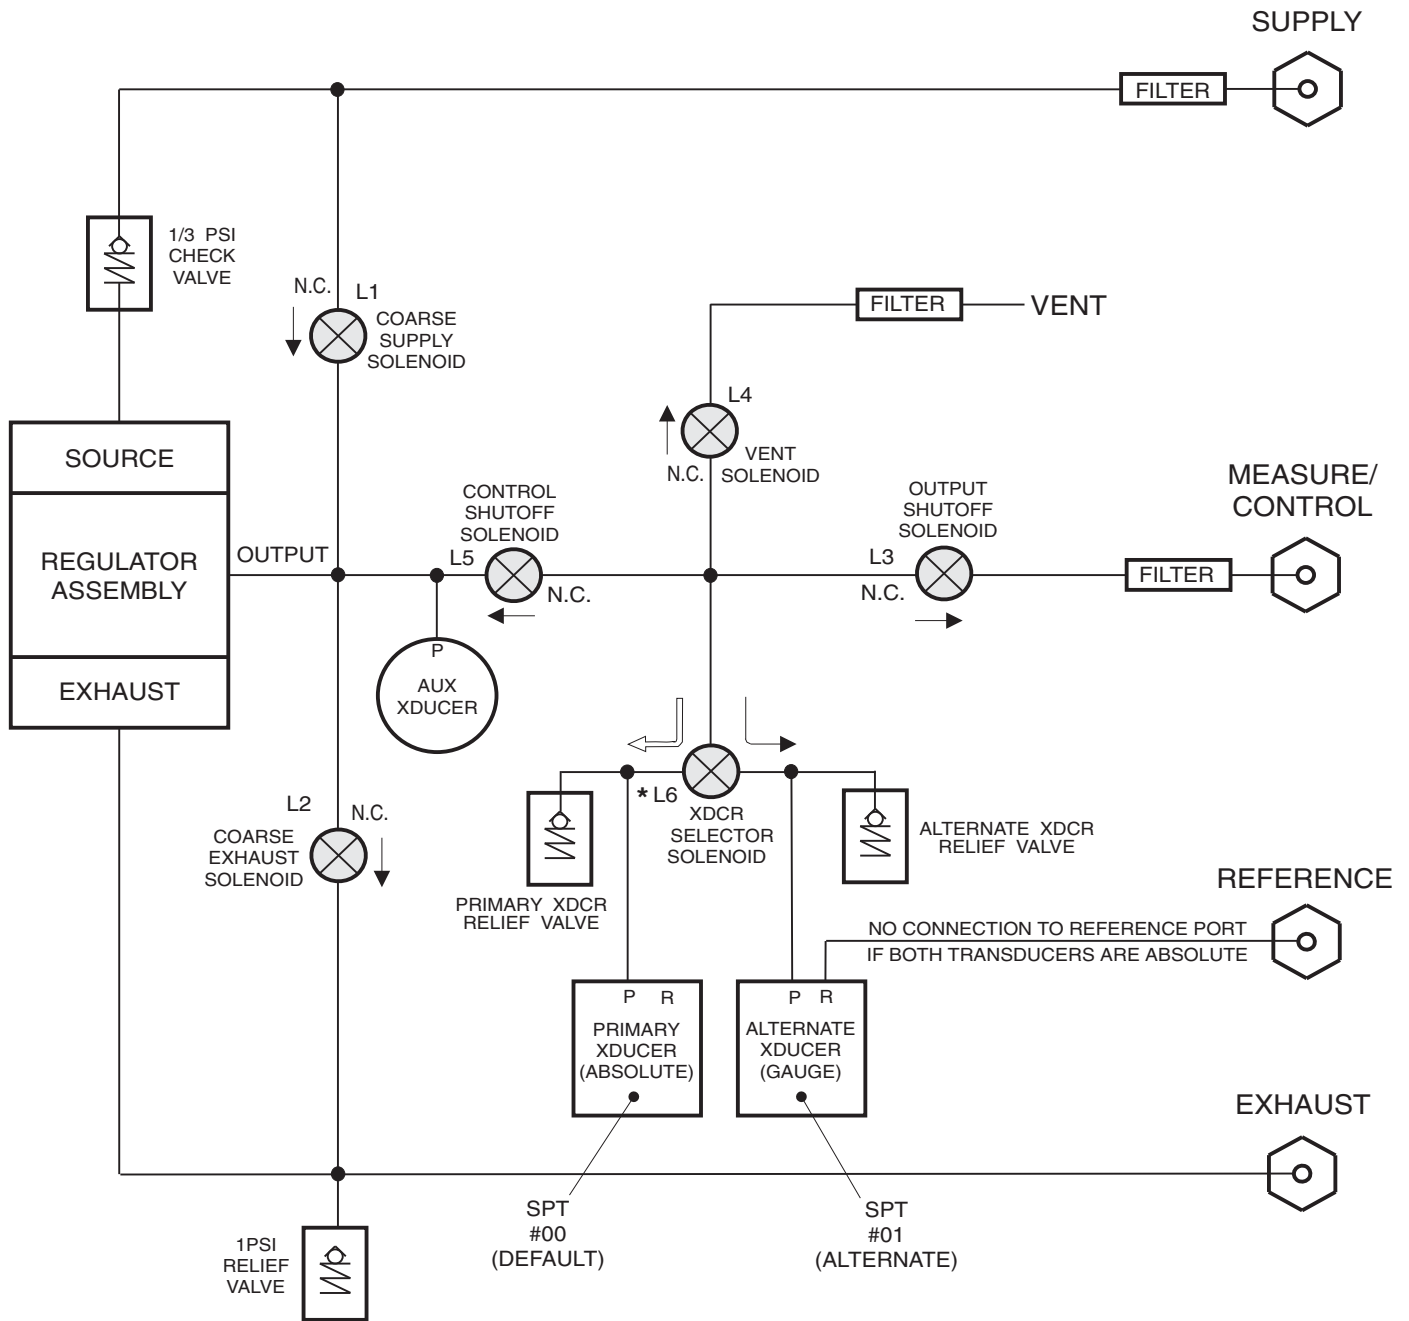 SUPPLY
FILTER
1/3 PSI
CHECK
VALVE
N.C.
L1
COARSE
SUPPLY
SOLENOID
FILTER
VENT
L4
N.C.
VENT
SOLENOID
SOURCE
REGULATOR
ASSEMBLY
EXHAUST
OUTPUT
CONTROL
SHUTOFF
SOLENOID
L5
N.C.
OUTPUT
SHUTOFF
SOLENOID
L3
N.C.
MEASURE/
CONTROL
FILTER
P
AUX
XDUCER
L2
N.C.
COARSE
EXHAUST
SOLENOID
* L6
XDCR
SELECTOR
SOLENOID
PRIMARY XDCR
RELIEF VALVE
ALTERNATE XDCR
RELIEF VALVE
REFERENCE
NO CONNECTION TO REFERENCE PORT
IF BOTH TRANSDUCERS ARE ABSOLUTE
P R
PRIMARY
XDUCER
(ABSOLUTE)
P R
ALTERNATE
XDUCER
(GAUGE)
EXHAUST
SPT
#00
(DEFAULT)
SPT
#01
(ALTERNATE)
1PSI
RELIEF
VALVE